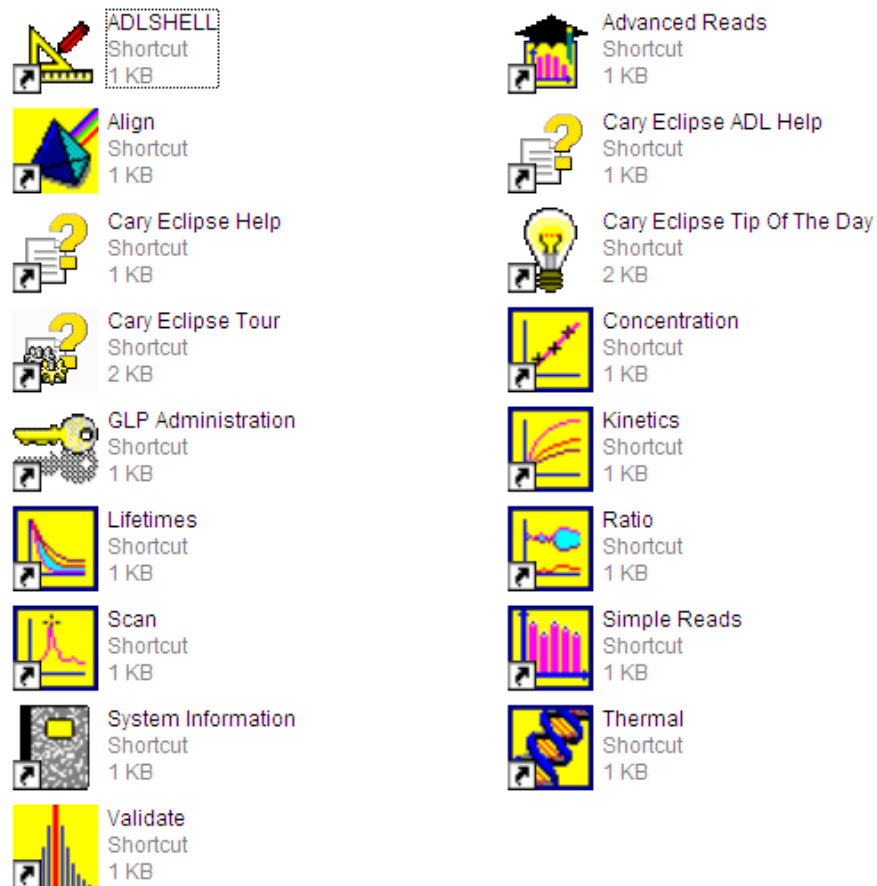 ADLSHELL
Shortcut
1 KB
Advanced Reads
Shortcut
1 KB
Align
Shortcut
1 KB
Cary Eclipse ADL Help
Shortcut
1 KB
Cary Eclipse Help
Shortcut
1 KB
Cary Eclipse Tip Of The Day
Shortcut
2 KB
Cary Eclipse Tour
Shortcut
2 KB
Concentration
Shortcut
1 KB
GLP Administration
Shortcut
1 KB
Kinetics
Shortcut
1 KB
Lifetimes
Shortcut
1 KB
Ratio
Shortcut
1 KB
Scan
Shortcut
1 KB
Simple Reads
Shortcut
1 KB
System Information
Shortcut
1 KB
Thermal
Shortcut
1 KB
Validate
Shortcut
1 KB